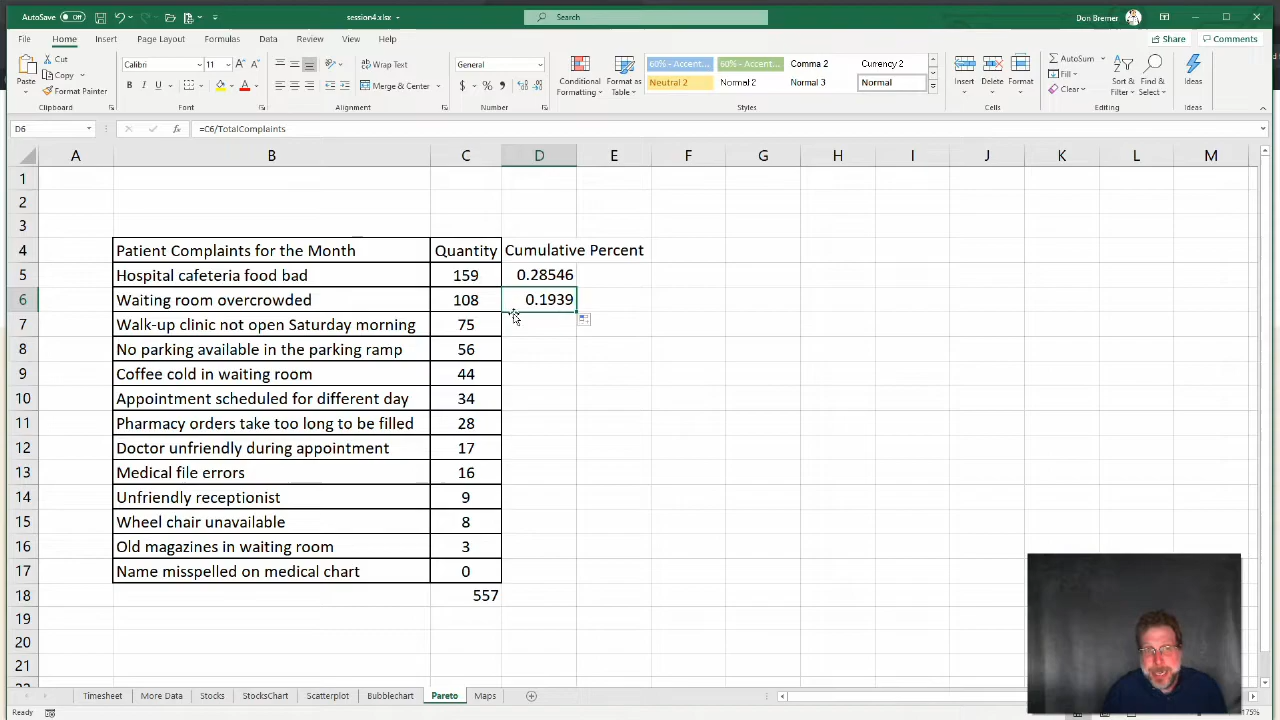 AutoSave Off session4.xlsx Search Don Bremer
File Home Insert Page Layout Formulas Data Review View Help Share Comments
Paste Cut Copy Format Painter Clipboard
Calibri 11 B I U Font
Wrap Text Merge & Center Alignment
General $ % Number
Conditional Formatting Format as Table
60% - Accent... 60% - Accent... Comma 2 Currency 2
Neutral 2 Normal 2 Normal 3 Normal
Styles
Insert Delete Format Cells
AutoSum Fill Clear Sort & Filter Find & Select Editing
Ideas Ideas
D6 fx =C6/TotalComplaints
A B C D E F G H I J K L M
1
2
3
4 Patient Complaints for the Month Quantity Cumulative Percent
5 Hospital cafeteria food bad 159 0.28546
6 Waiting room overcrowded 108 0.1939
7 Walk-up clinic not open Saturday morning 75
8 No parking available in the parking ramp 56
9 Coffee cold in waiting room 44
10 Appointment scheduled for different day 34
11 Pharmacy orders take too long to be filled 28
12 Doctor unfriendly during appointment 17
13 Medical file errors 16
14 Unfriendly receptionist 9
15 Wheel chair unavailable 8
16 Old magazines in waiting room 3
17 Name misspelled on medical chart 0
18 557
19
20
21
Timesheet More Data Stocks StocksChart Scatterplot Bubblechart Pareto Maps
Ready 175%